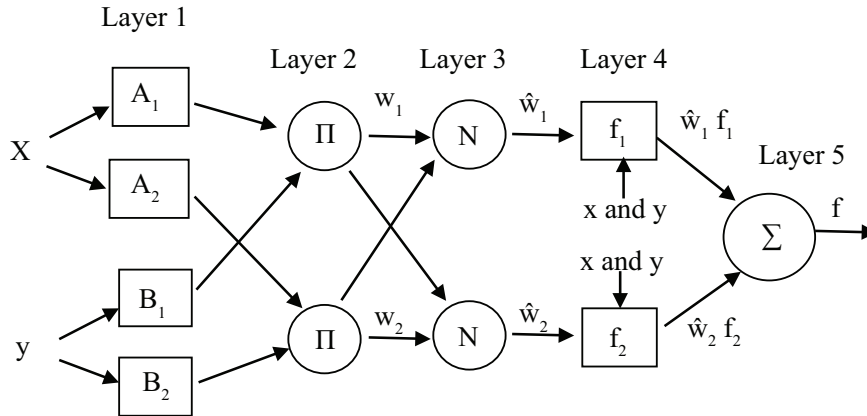 Layer 1
Layer 2
Layer 3
Layer 4
Layer 5
X
y
A₁
A₂
B₁
B₂
Π
Π
w₁
w₂
N
N
ŵ₁
ŵ₂
f₁
x and y
x and y
f₂
ŵ₁ f₁
ŵ₂ f₂
Σ
f